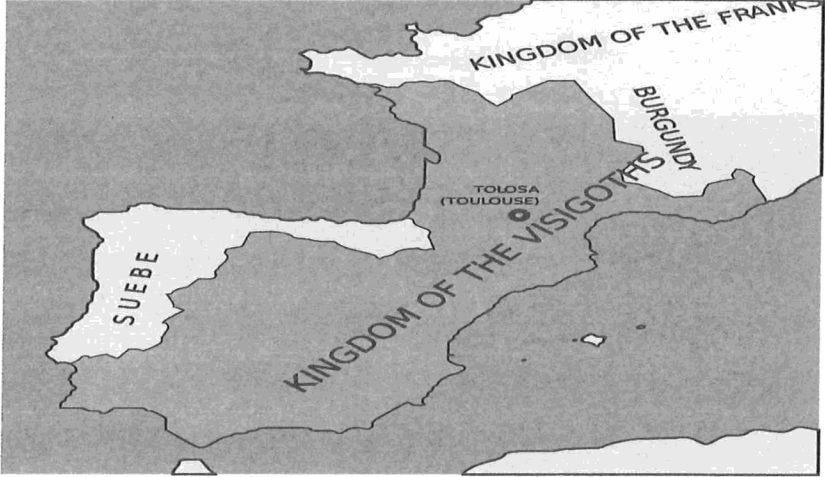 KINGDOM OF THE FRANKS
BURGUNDY
TOLOSA
(TOULOUSE)
KINGDOM OF THE VISIGOTHS
SUEBE